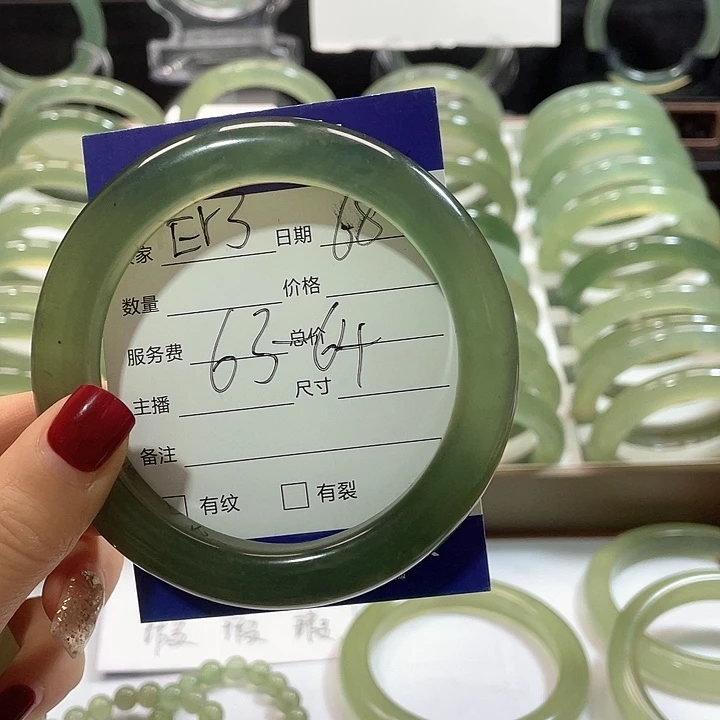 家 Er3 日期 68
数量 价格
服务费 63-64 总价
主播 尺寸
备注
有纹 有裂